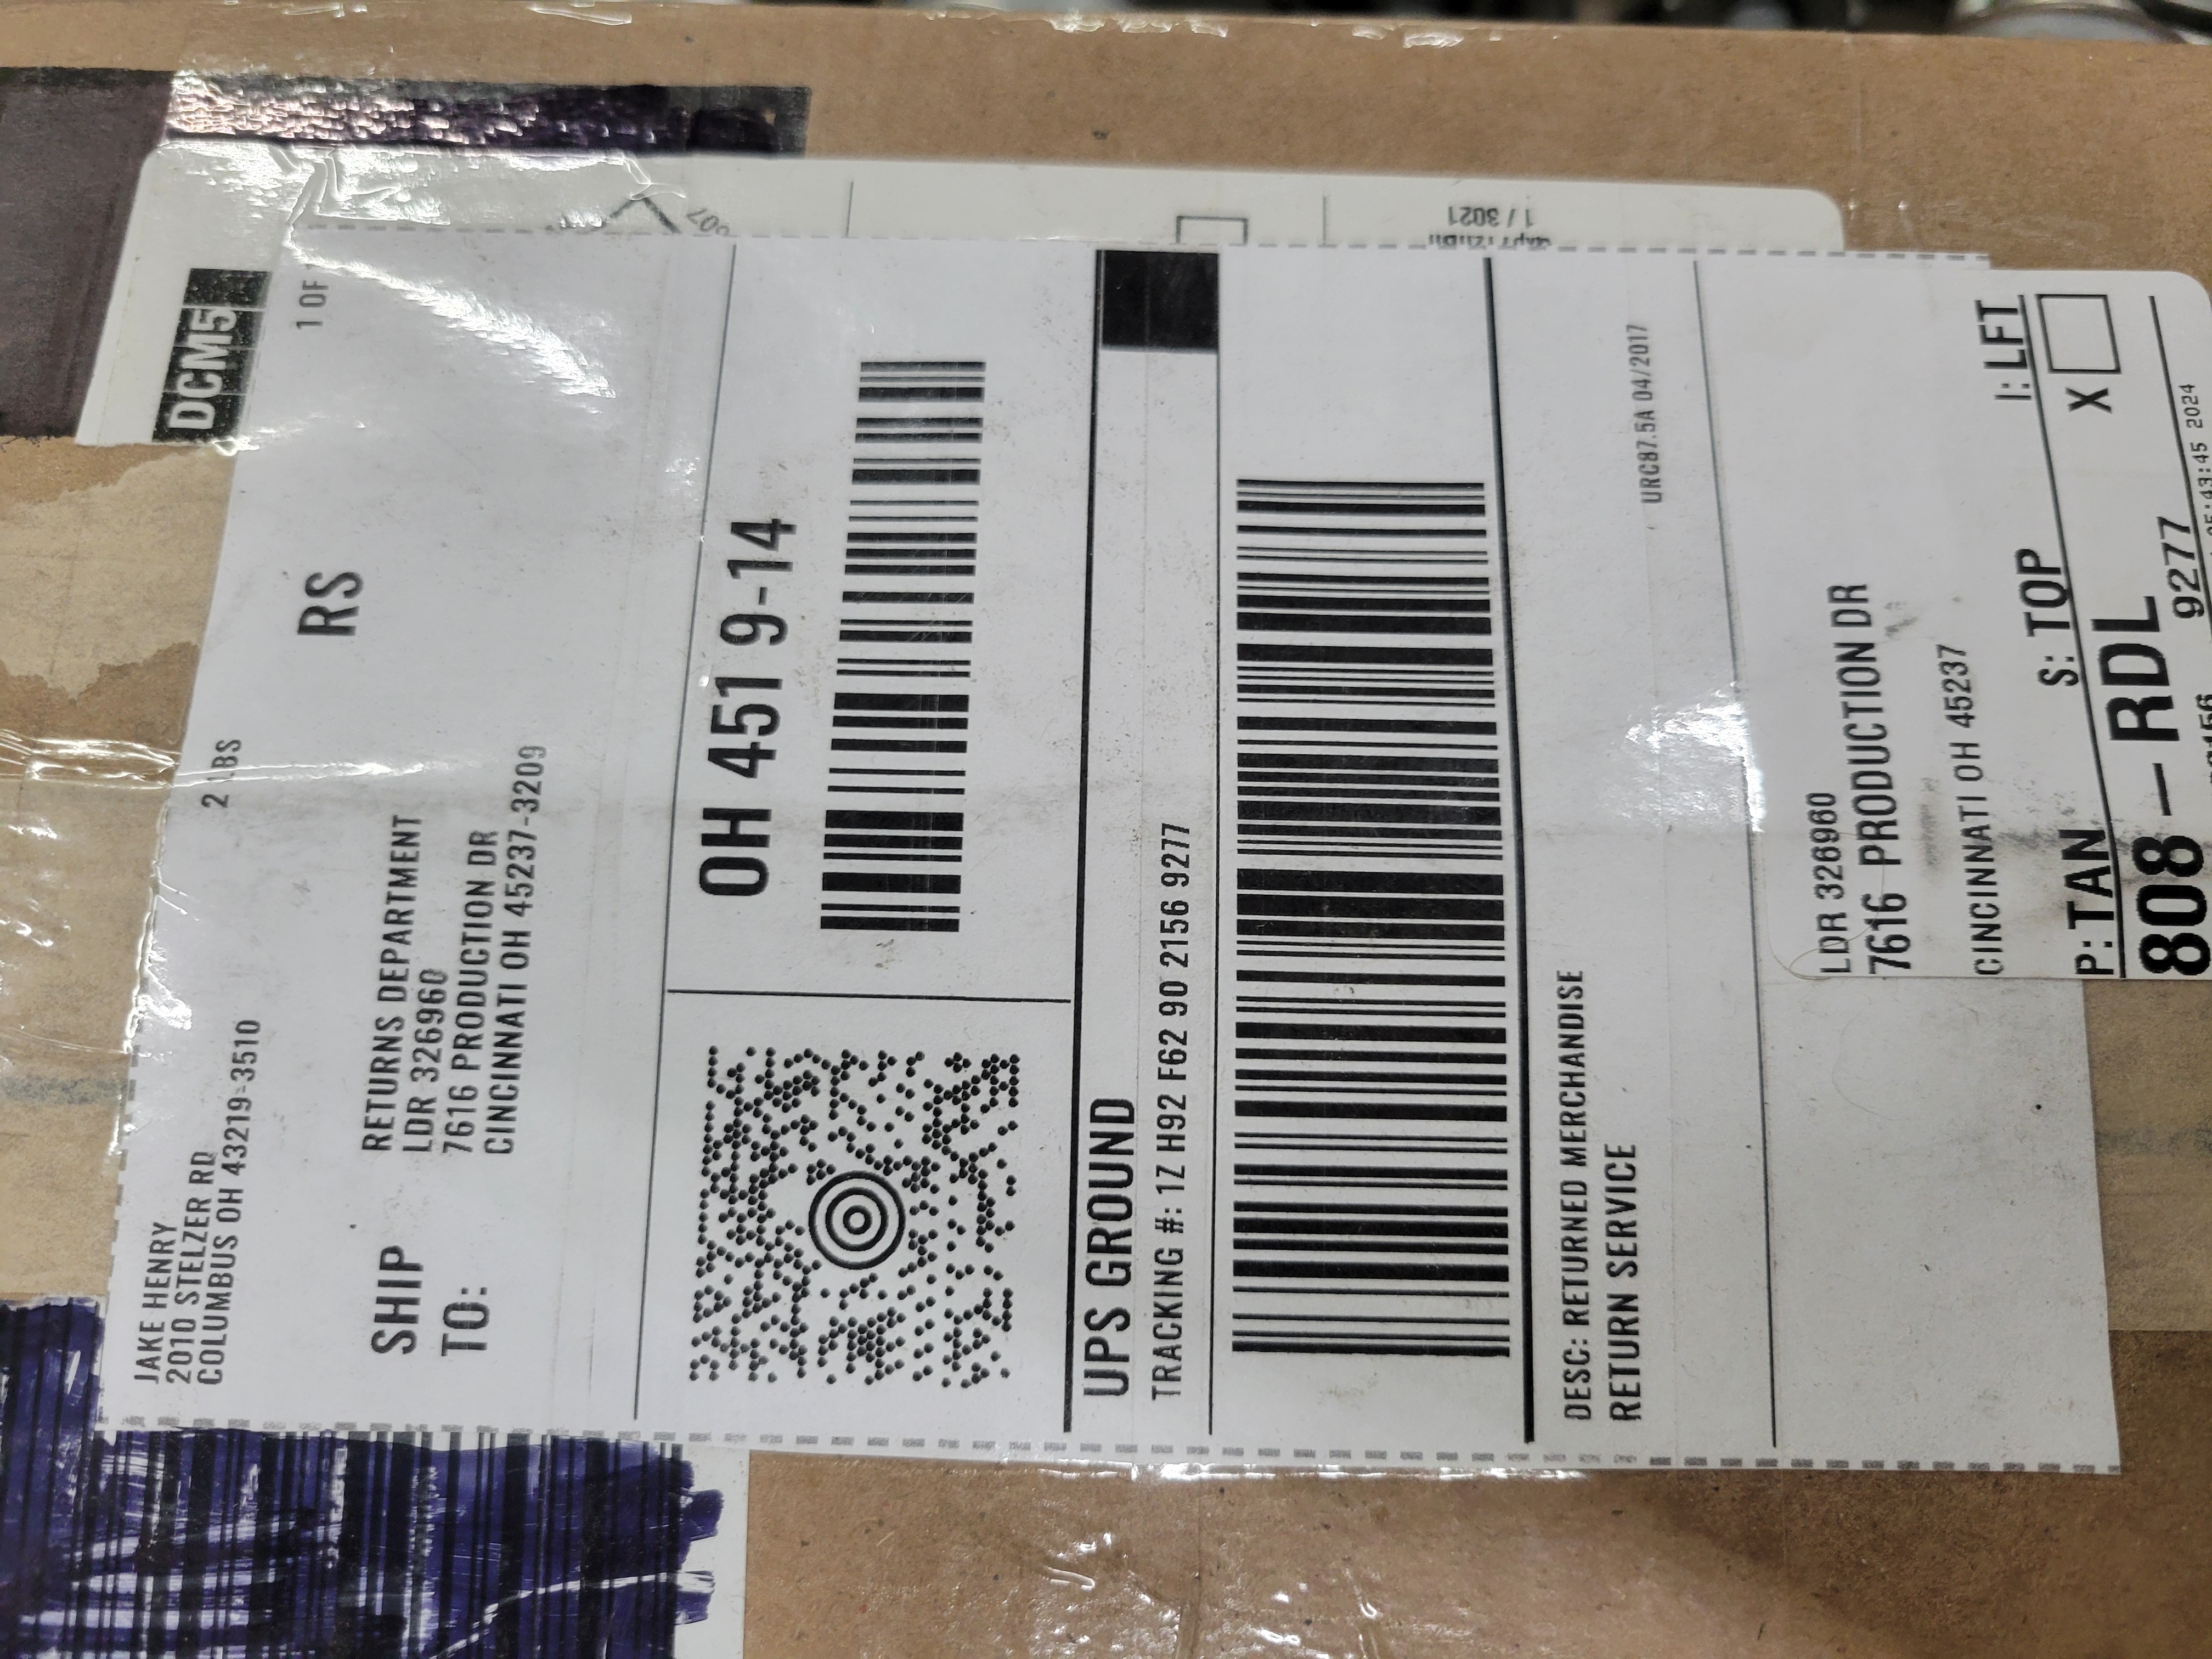 DCM5
1 / 3021
JAKE HENRY
2010 STELZER RD
COLUMBUS OH 43219-3510
2 LBS
1 OF
RS
SHIP
TO:
RETURNS DEPARTMENT
LDR 326960
7616 PRODUCTION DR
CINCINNATI OH 45237-3209
OH 451 9-14
UPS GROUND
TRACKING #: 1Z H92 F62 90 2156 9277
DESC: RETURNED MERCHANDISE
RETURN SERVICE
URC87.5A 04/2017
LDR 326960
7616 PRODUCTION DR
CINCINNATI OH 45237
P: TAN S: TOP I: LFT
808 – RDL X
9277
2024